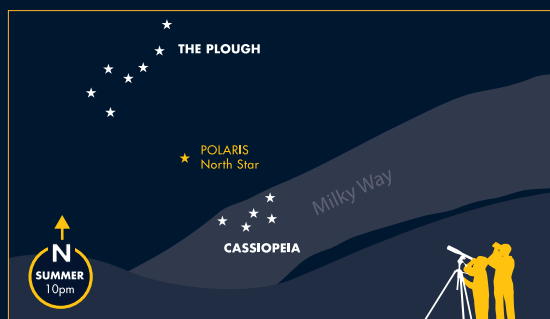 THE PLOUGH
POLARIS
North Star
Milky Way
CASSIOPEIA
N
SUMMER
10pm